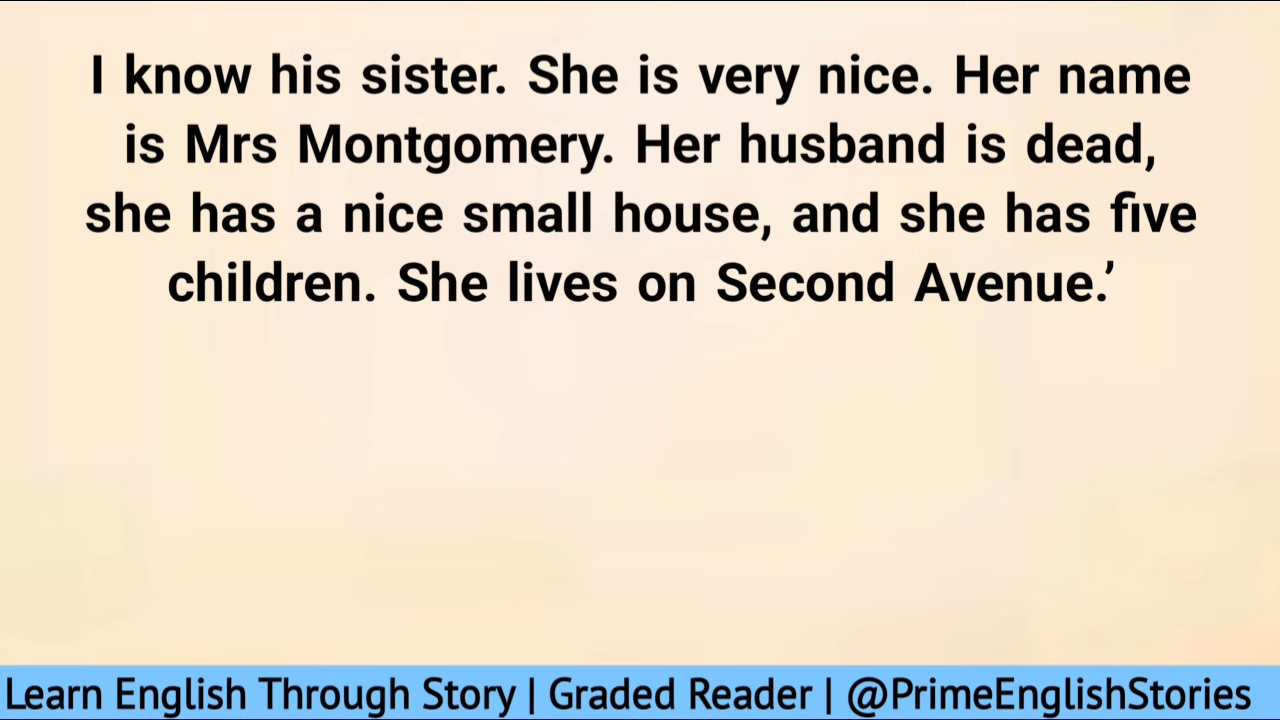 I know his sister. She is very nice. Her name
is Mrs Montgomery. Her husband is dead,
she has a nice small house, and she has five
children. She lives on Second Avenue.’
Learn English Through Story | Graded Reader | @PrimeEnglishStories